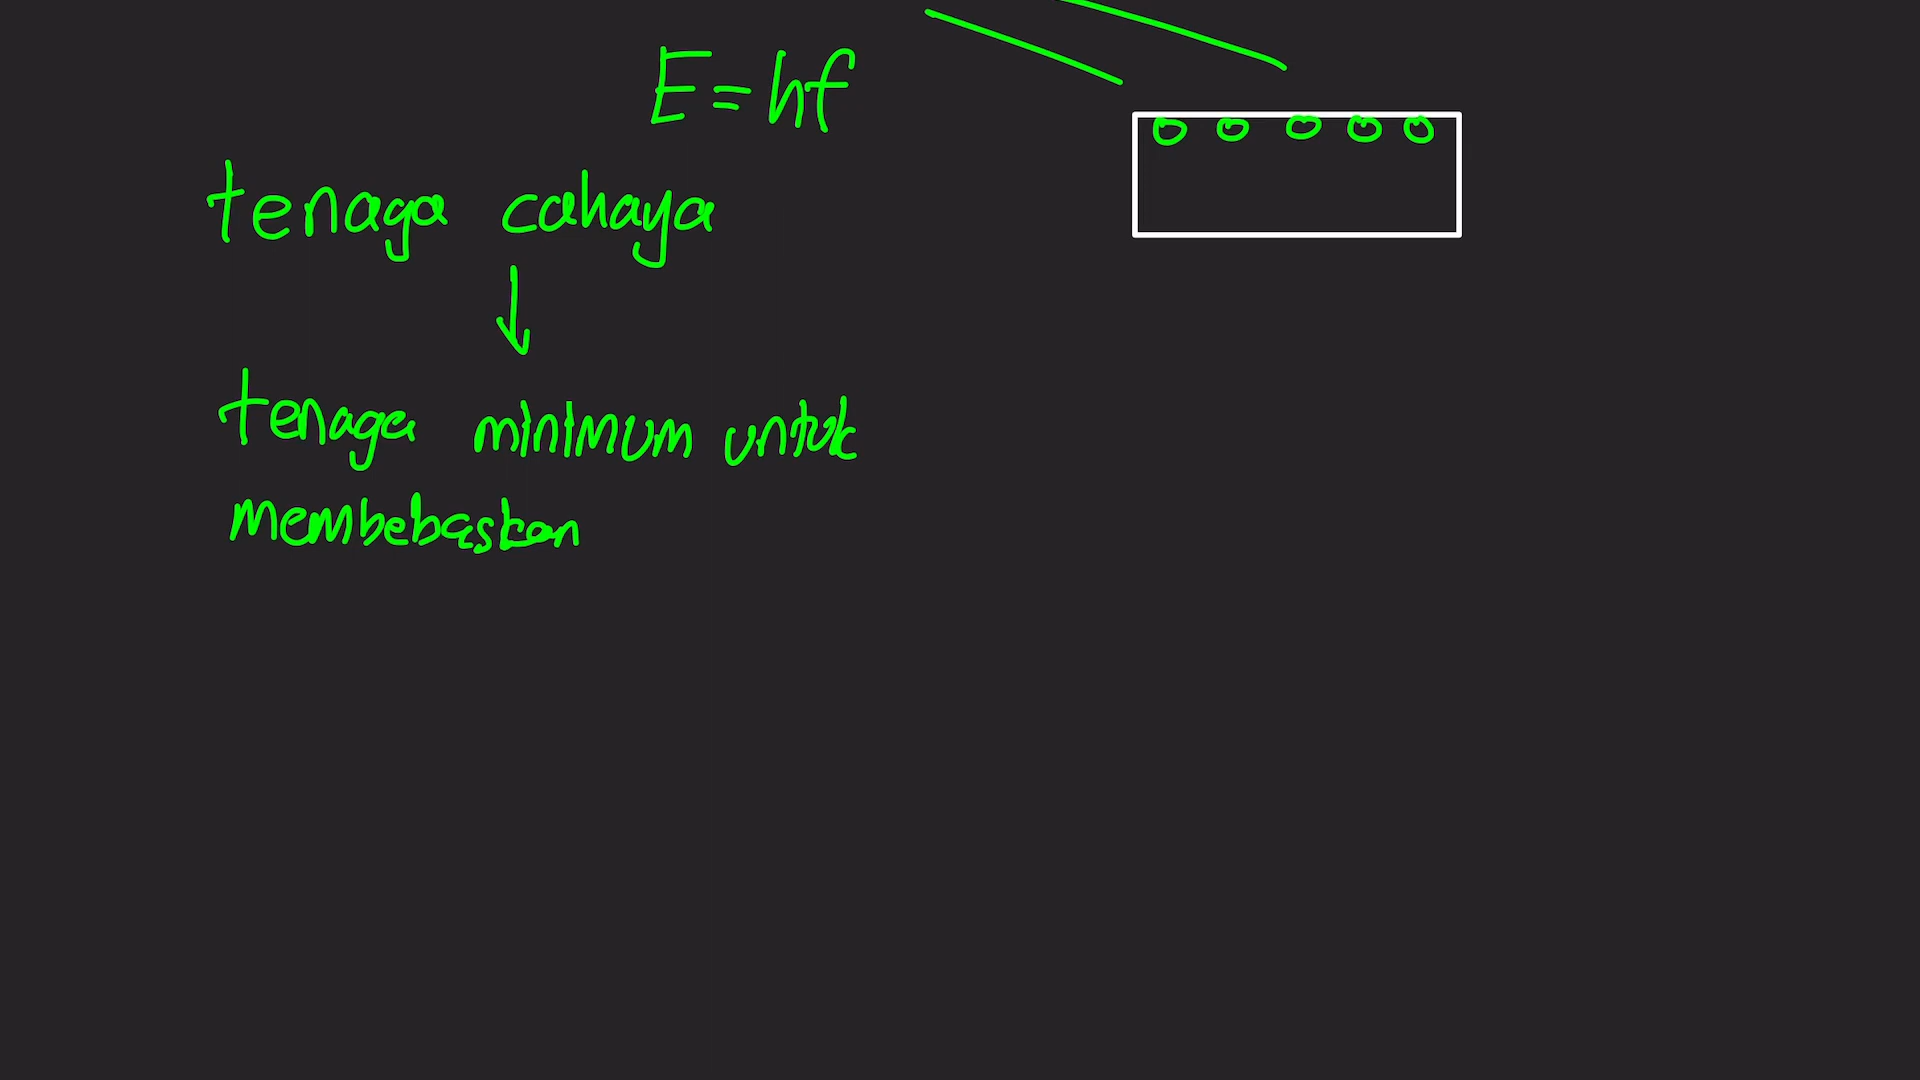 E=hf
tenaga cahaya
tenaga minimum untuk
membebaskan